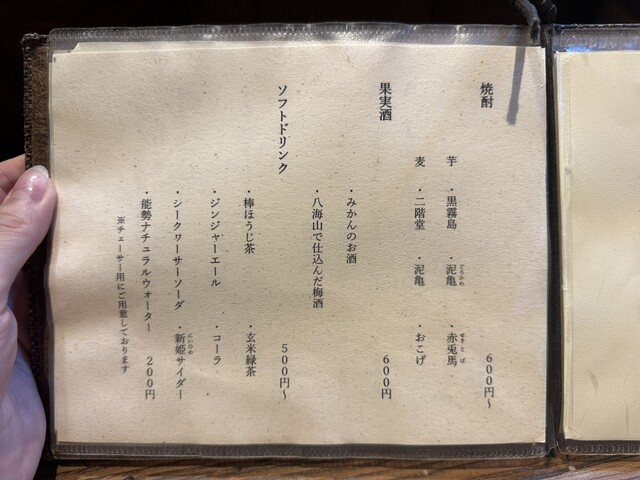 焼酎
600円〜
芋 ・黒霧島 ・泥亀 ・赤兎馬
麦 ・二階堂 ・泥亀 ・おこげ
果実酒
600円
・みかんのお酒
・八海山で仕込んだ梅酒
ソフトドリンク
500円〜
・棒ほうじ茶 ・玄米緑茶
・ジンジャーエール ・コーラ
・シークワーサーソーダ ・新姫サイダー
にいひめ
・能勢ナチュラルウォーター 200円
※チェーサー用にご用意しております